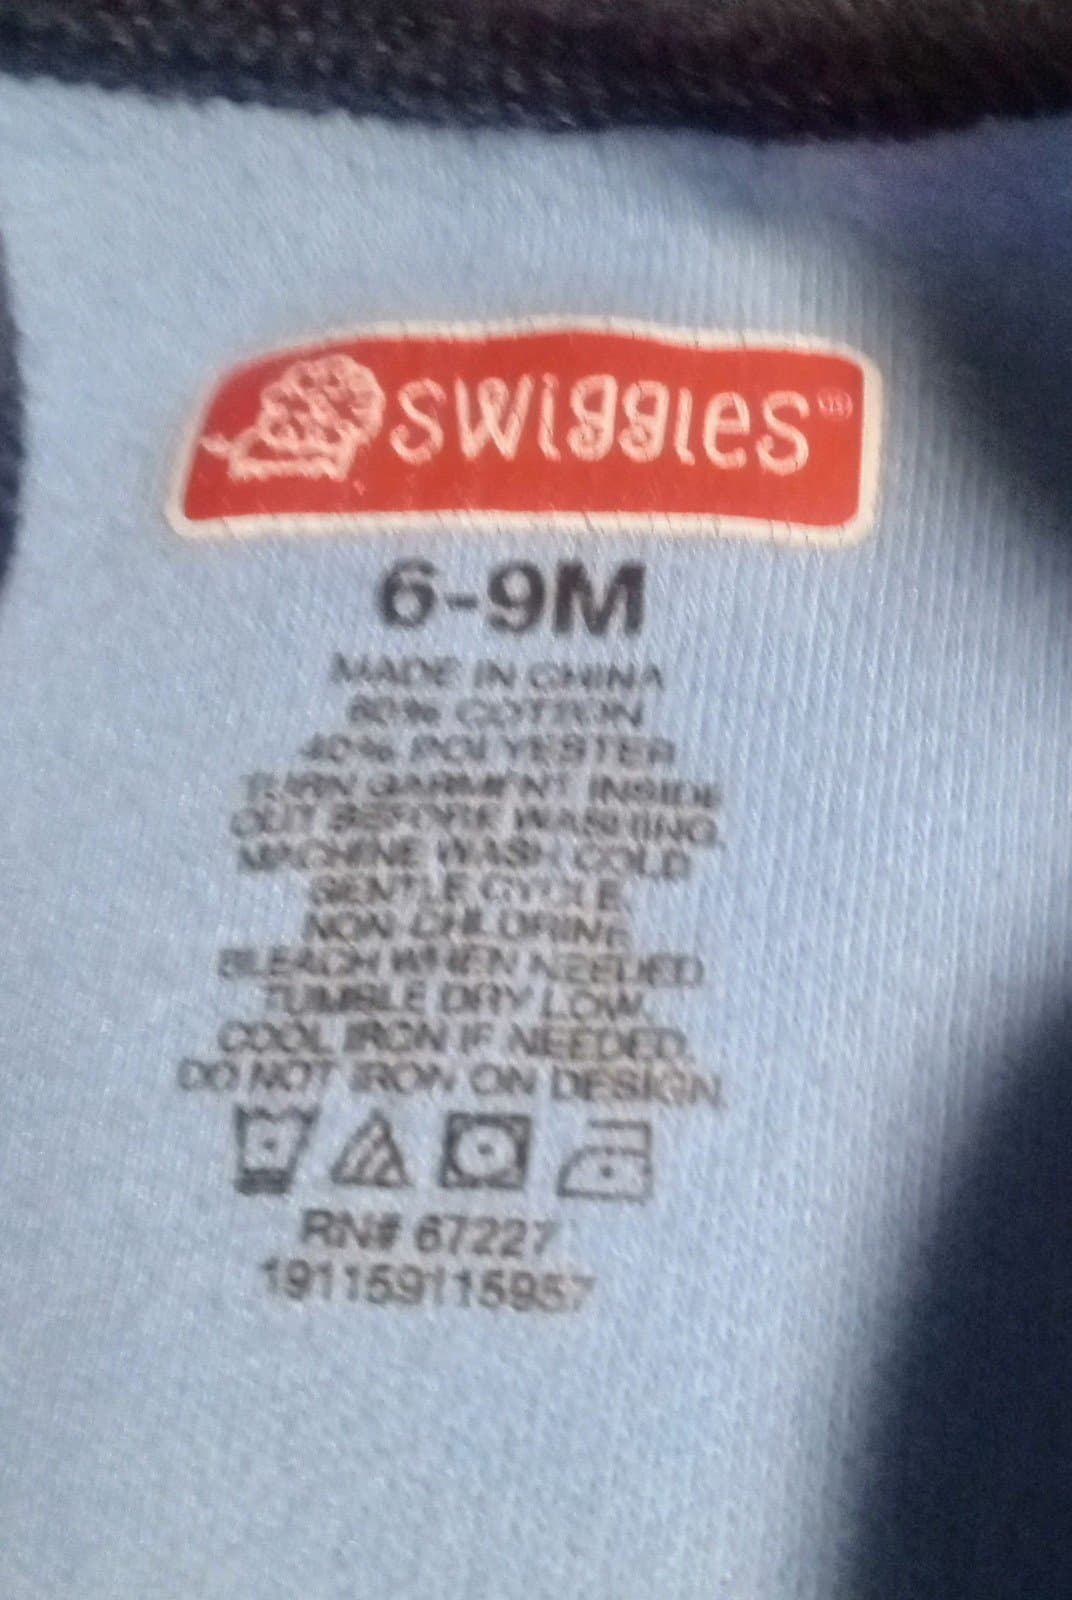 swiggles®
6-9M
MADE IN CHINA
60% COTTON
40% POLYESTER
TURN GARMENT INSIDE
OUT BEFORE WASHING.
MACHINE WASH COLD
GENTLE CYCLE
NON CHLORINE
BLEACH WHEN NEEDED
TUMBLE DRY LOW
COOL IRON IF NEEDED.
DO NOT IRON ON DESIGN.
RN# 67227
191159115957